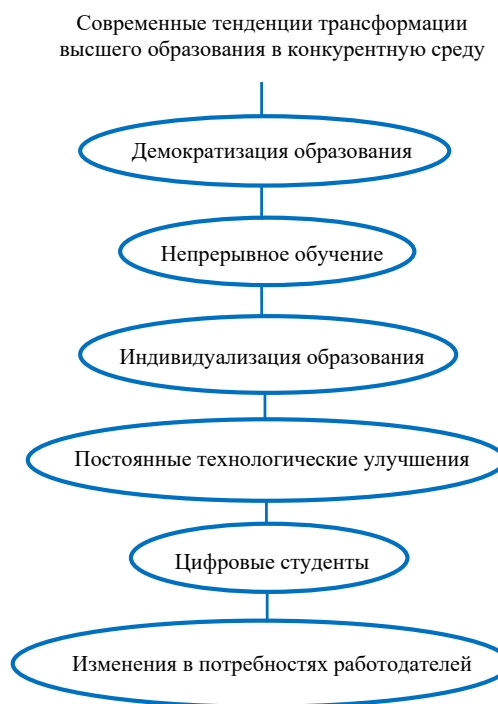 Современные тенденции трансформации
высшего образования в конкурентную среду
Демократизация образования
Непрерывное обучение
Индивидуализация образования
Постоянные технологические улучшения
Цифровые студенты
Изменения в потребностях работодателей